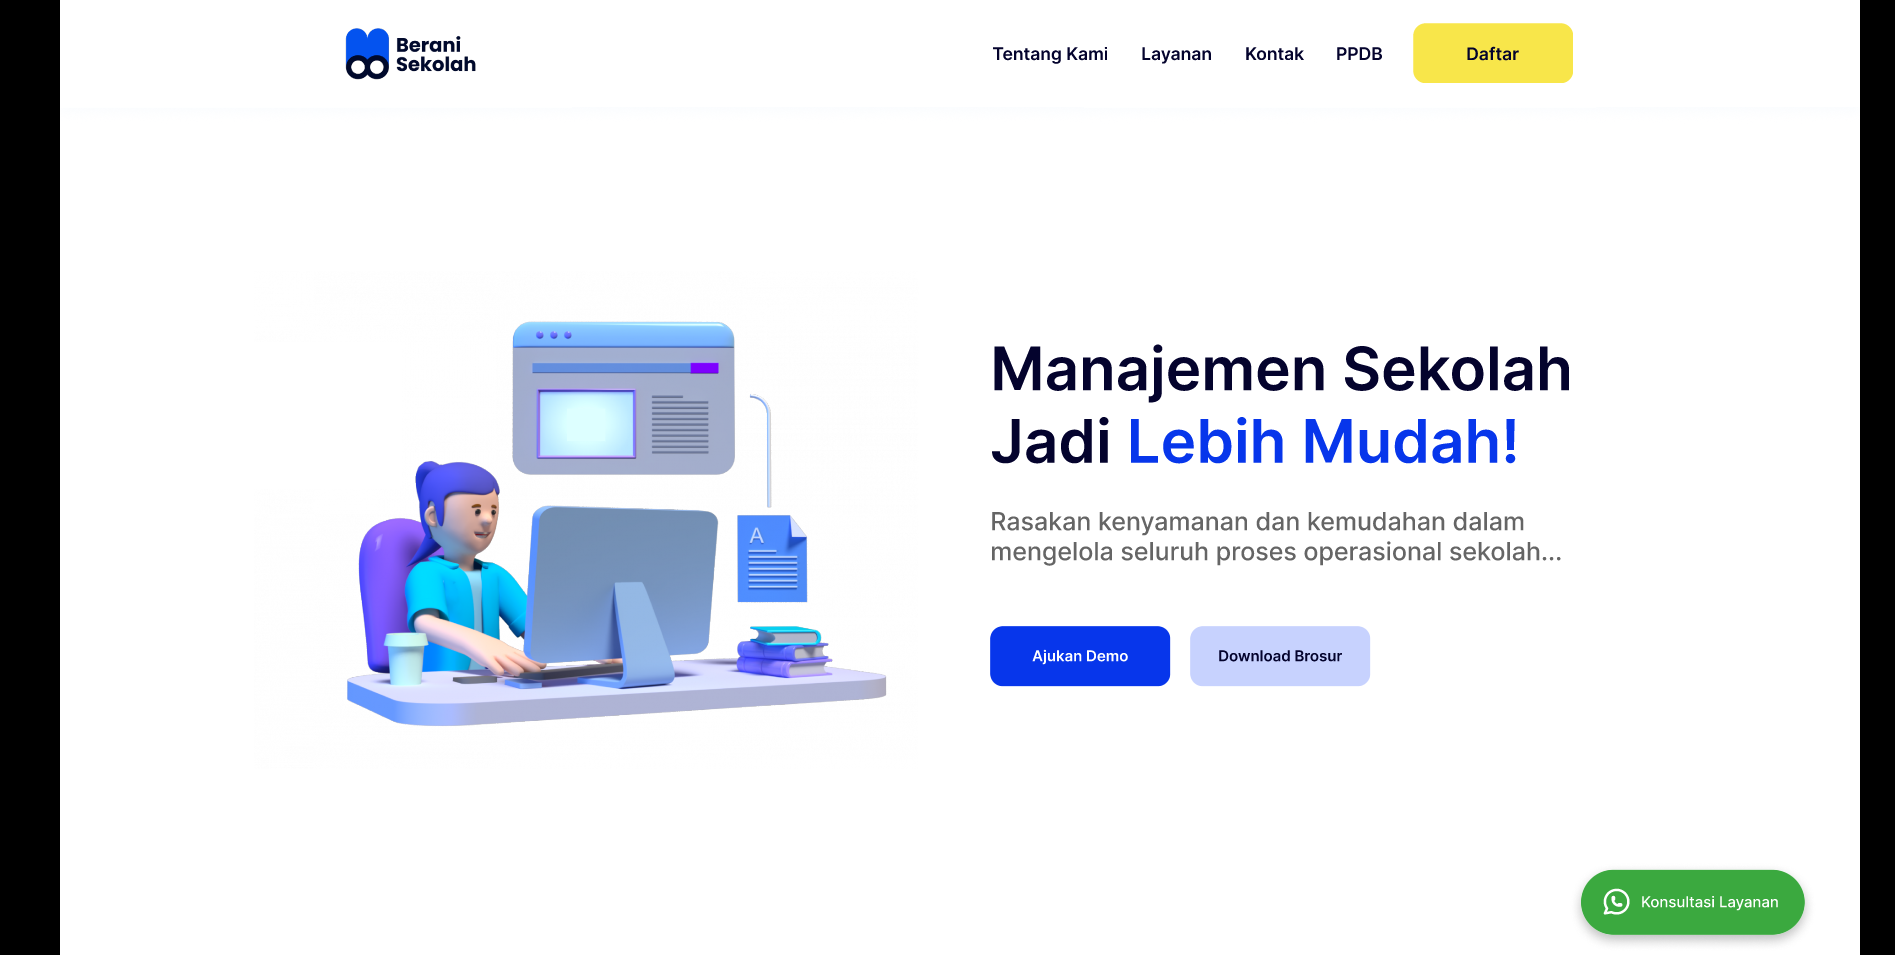 Berani
Sekolah
Tentang Kami
Layanan
Kontak
PPDB
Daftar
Manajemen Sekolah
Jadi Lebih Mudah!
Rasakan kenyamanan dan kemudahan dalam
mengelola seluruh proses operasional sekolah...
Ajukan Demo
Download Brosur
A
Konsultasi Layanan